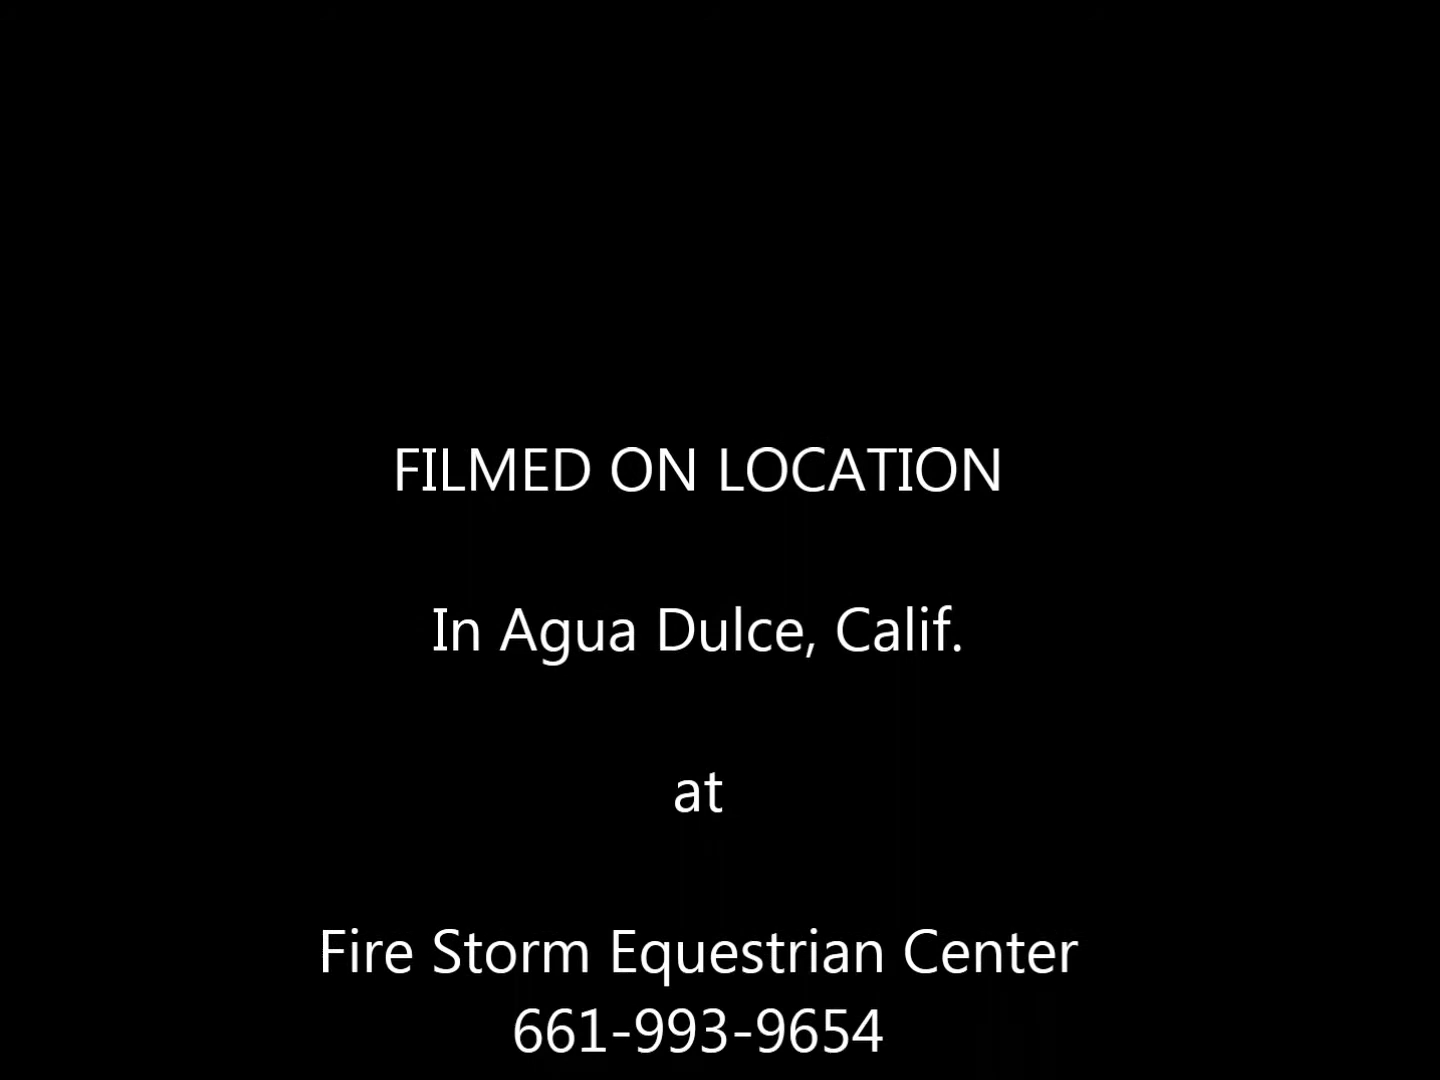 FILMED ON LOCATION
In Agua Dulce, Calif.
at
Fire Storm Equestrian Center
661-993-9654